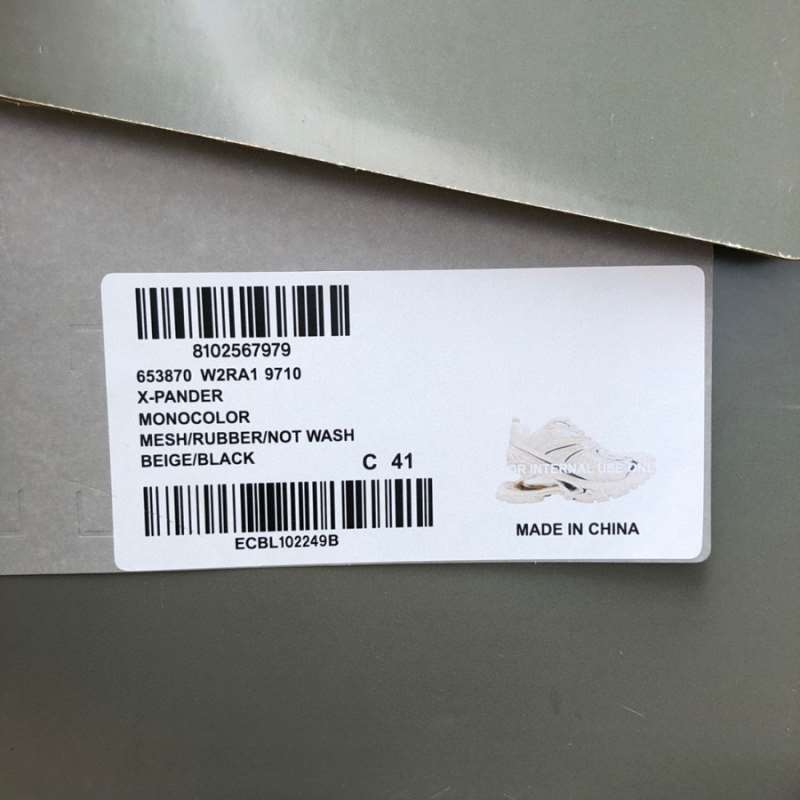 8102567979
653870 W2RA1 9710
X-PANDER
MONOCOLOR
MESH/RUBBER/NOT WASH
BEIGE/BLACK
C 41
FOR INTERNAL USE ONLY
ECBL102249B
MADE IN CHINA